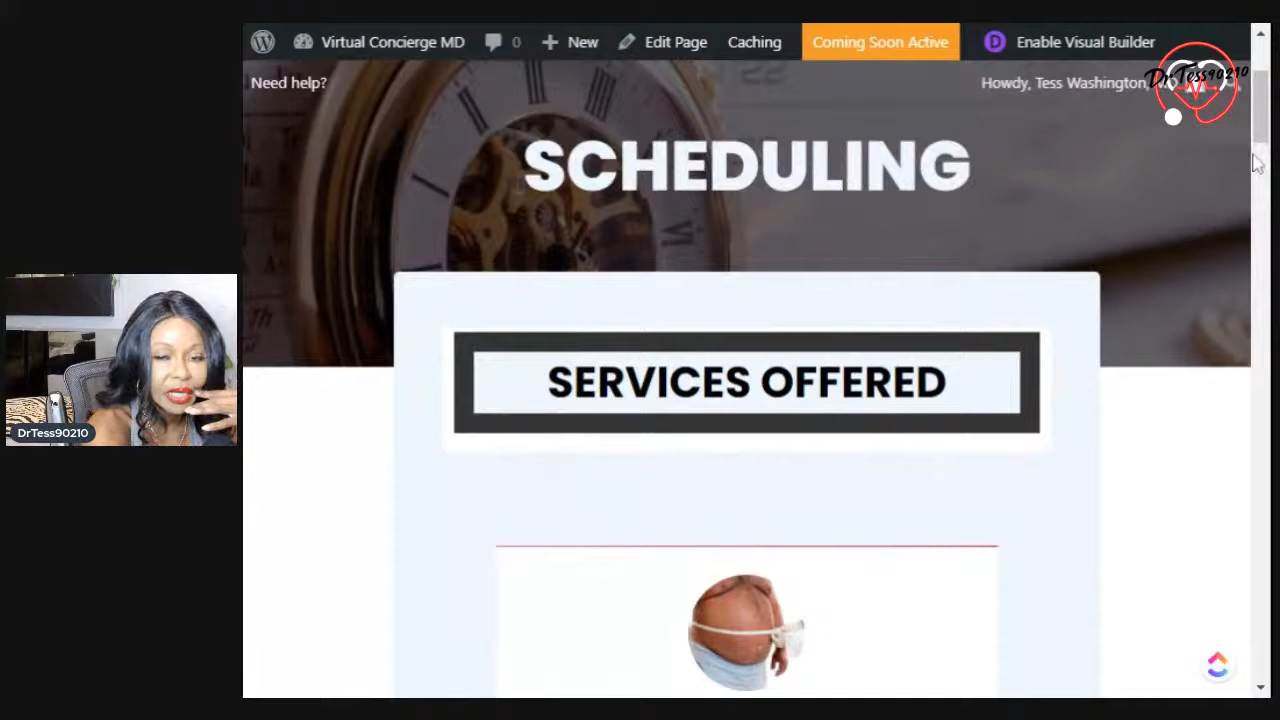 Virtual Concierge MD 0 New Edit Page Caching Coming Soon Active Enable Visual Builder
Need help?
Howdy, Tess Washington,
DrTess90210
SCHEDULING
SERVICES OFFERED
DrTess90210